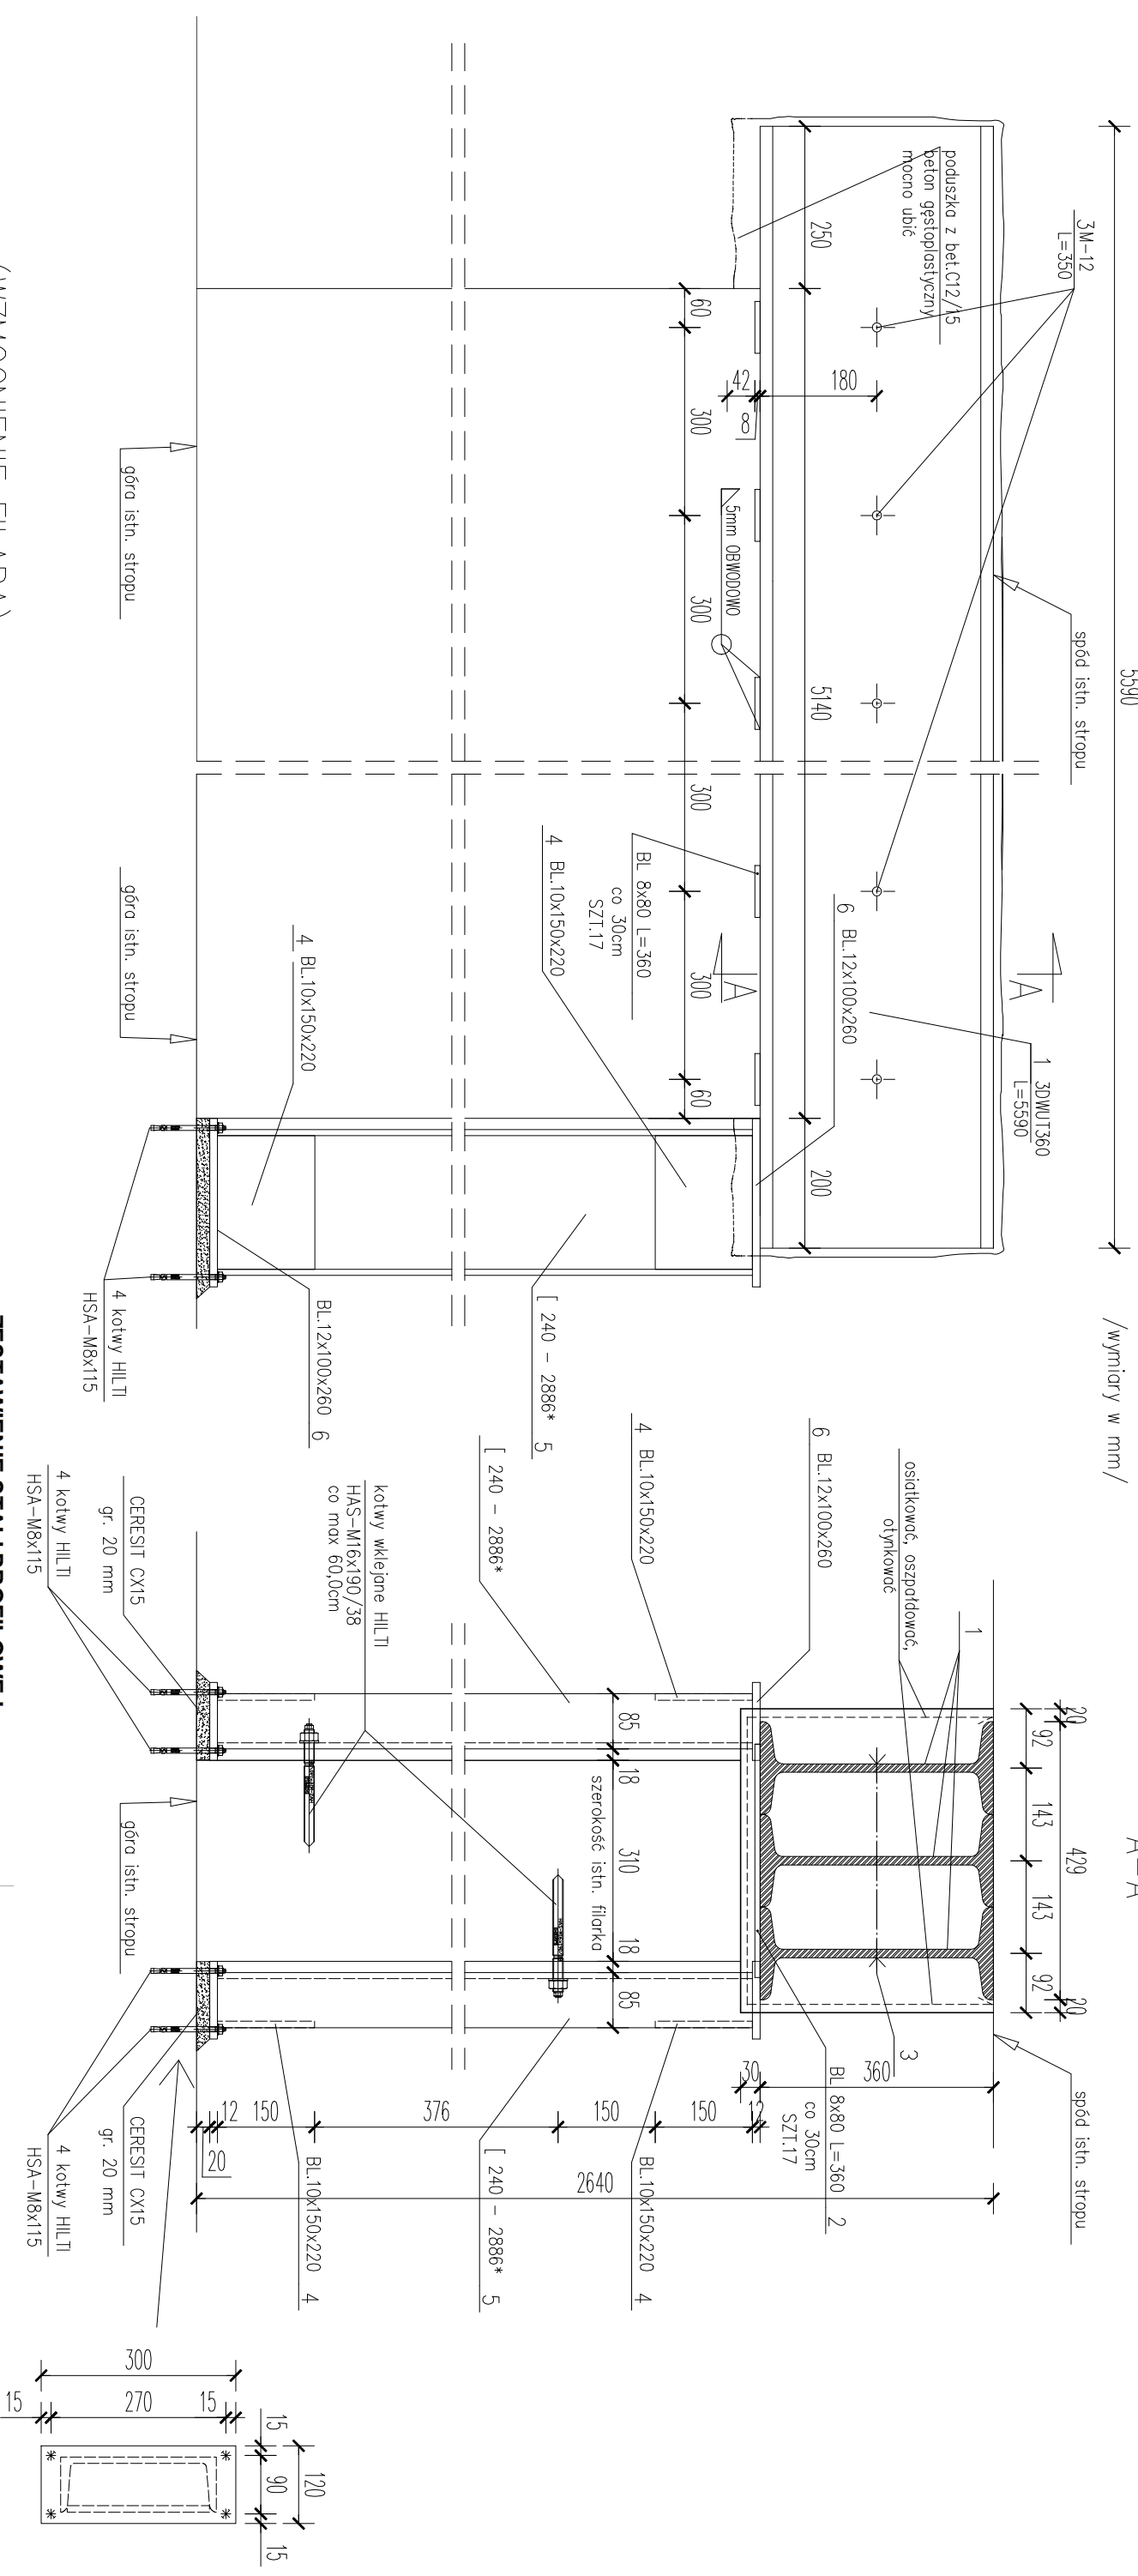 5590
/wymiary w mm/
A-A
spód istn. stropu
3M-12
L=350
poduszka z bet.C12/15
beton gęstoplastyczny
mocno ubić
250
5140
200
180
42
8
60
300
300
300
300
60
5mm OBWODOWO
A
A
1 3DWUT360
L=5590
6 BL.12x100x260
BL 8x80 L=360
co 30cm
SZT.17
4 BL.10x150x220
4 BL.10x150x220
[ 240 - 2886* 5
BL.12x100x260 6
4 kotwy HILTI
HSA-M8x115
góra istn. stropu
góra istn. stropu
20
92
143
429
143
92
20
spód istn. stropu
1
osiatkować, oszpałdować,
otynkować
6 BL.12x100x260
4 BL.10x150x220
[ 240 - 2886*
kotwy wklejane HILTI
HAS-M16x190/38
co max 60,0cm
CERESIT CX15
gr. 20 mm
4 kotwy HILTI
HSA-M8x115
góra istn. stropu
85
18
310
szerokość istn. filarka
18
85
3
360
30
BL 8x80 L=360
co 30cm
SZT.17
2
12
150
150
376
150
12
20
2640
BL.10x150x220 4
[ 240 - 2886* 5
BL.10x150x220 4
CERESIT CX15
gr. 20 mm
4 kotwy HILTI
HSA-M8x115
300
15
270
15
15
90
120
15
(WZMOCNIENIE FILARA)